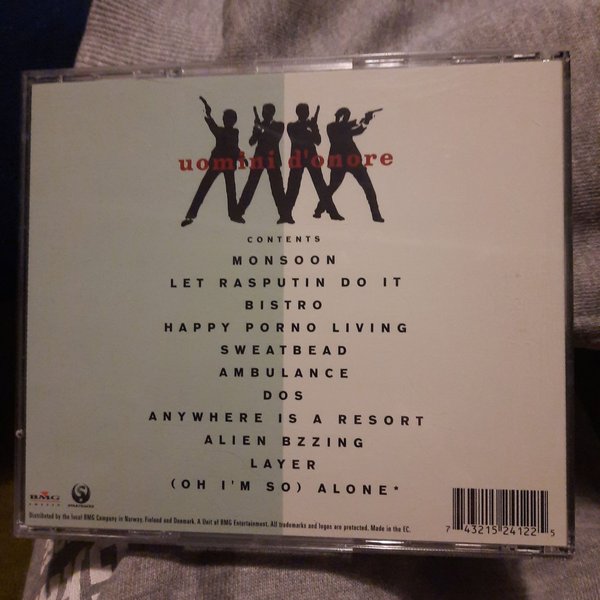 uomini d'onore
CONTENTS
MONSOON
LET RASPUTIN DO IT
BISTRO
HAPPY PORNO LIVING
SWEATBEAD
AMBULANCE
DOS
ANYWHERE IS A RESORT
ALIEN BZZING
LAYER
(OH I'M SO) ALONE*
BMG
SWEDEN
Distributed by the local BMG Company in Norway, Finland and Denmark. A Unit of BMG Entertainment. All trademarks and logos are protected. Made in the EC.
7 43215 24122 5